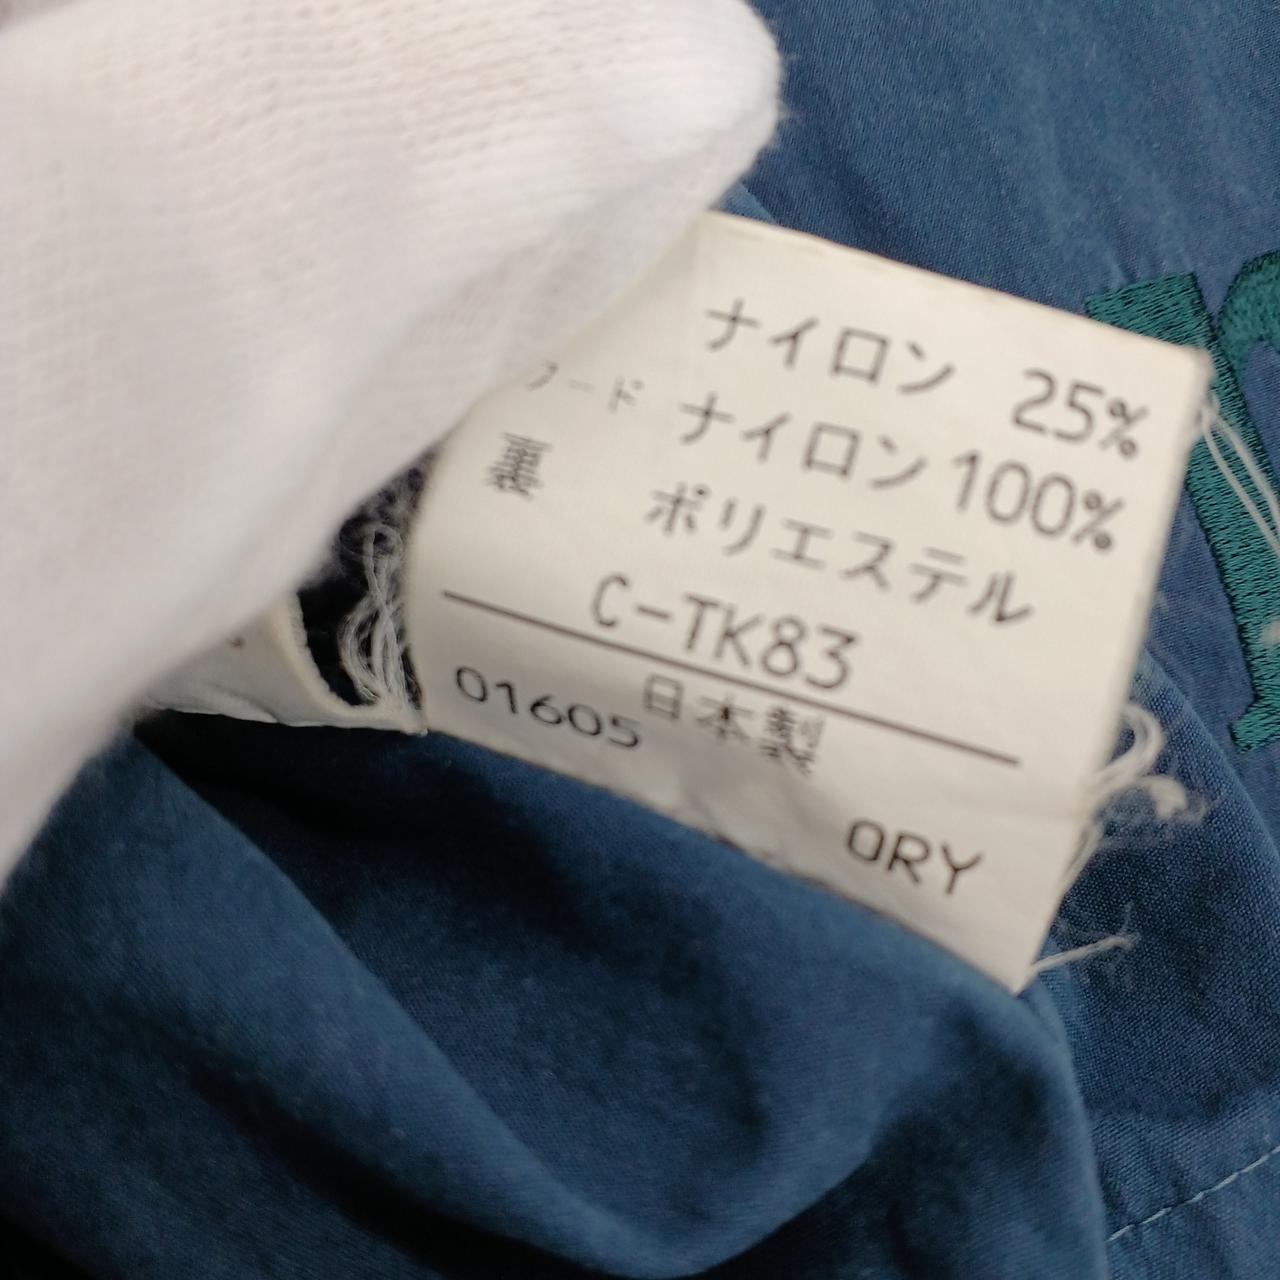 ナイロン 25%
フード ナイロン 100%
裏 ポリエステル
C-TK83
日本製
01605
ORY